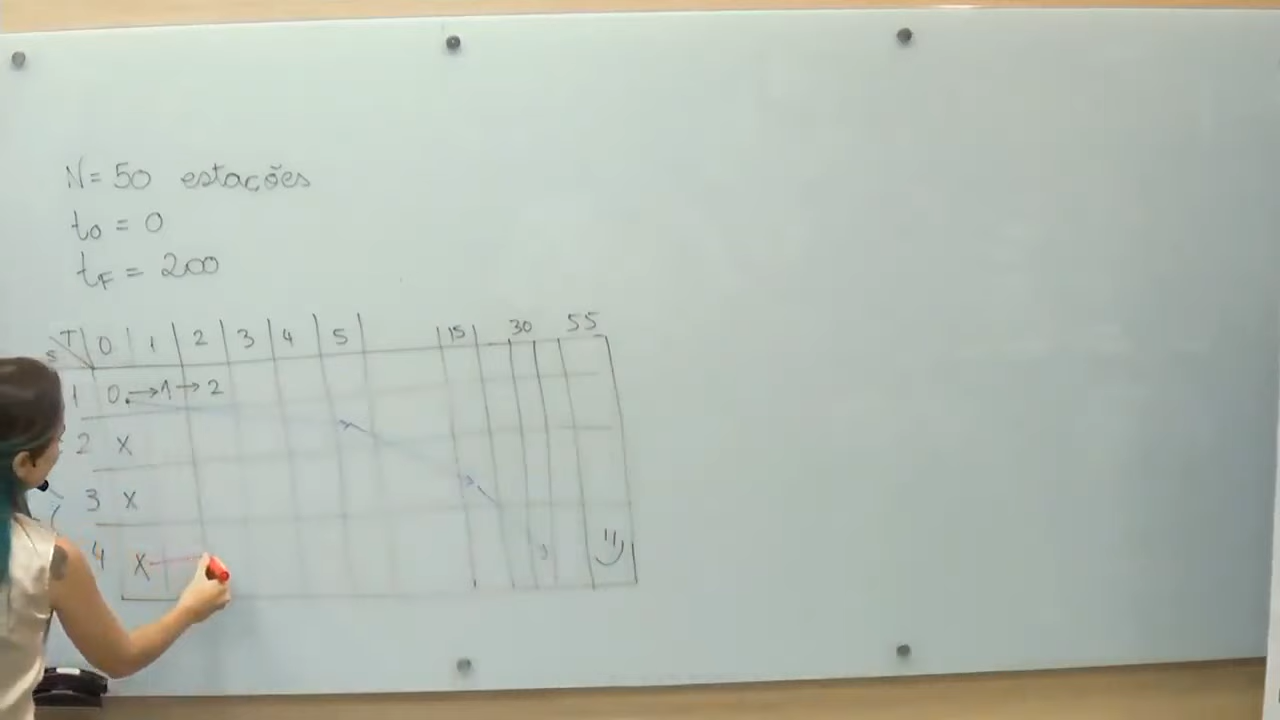 N = 50 estações
t₀ = 0
t_F = 200
S T 0 1 2 3 4 5 15 30 55
1 0 → 1 → 2
2 X
3 X
4 X